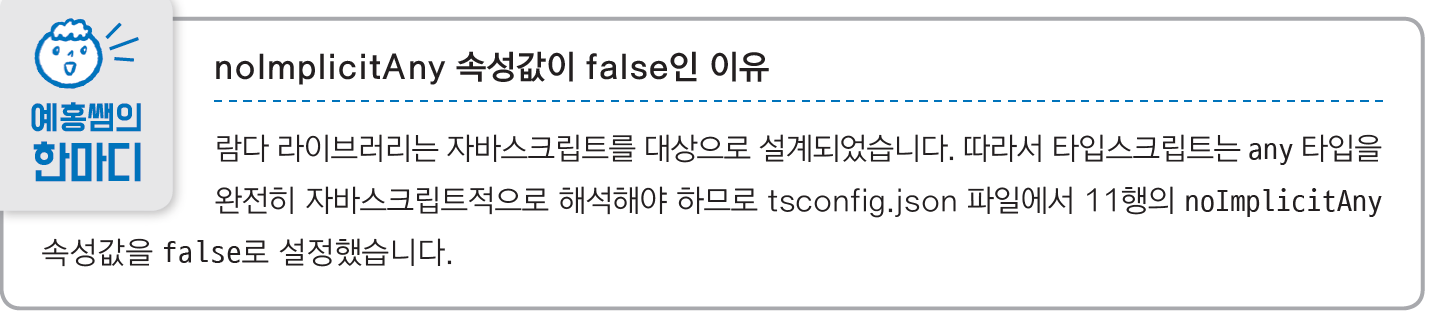 예홍쌤의
한마디
noImplicitAny 속성값이 false인 이유
람다 라이브러리는 자바스크립트를 대상으로 설계되었습니다. 따라서 타입스크립트는 any 타입을
완전히 자바스크립트적으로 해석해야 하므로 tsconfig.json 파일에서 11행의 noImplicitAny
속성값을 false로 설정했습니다.